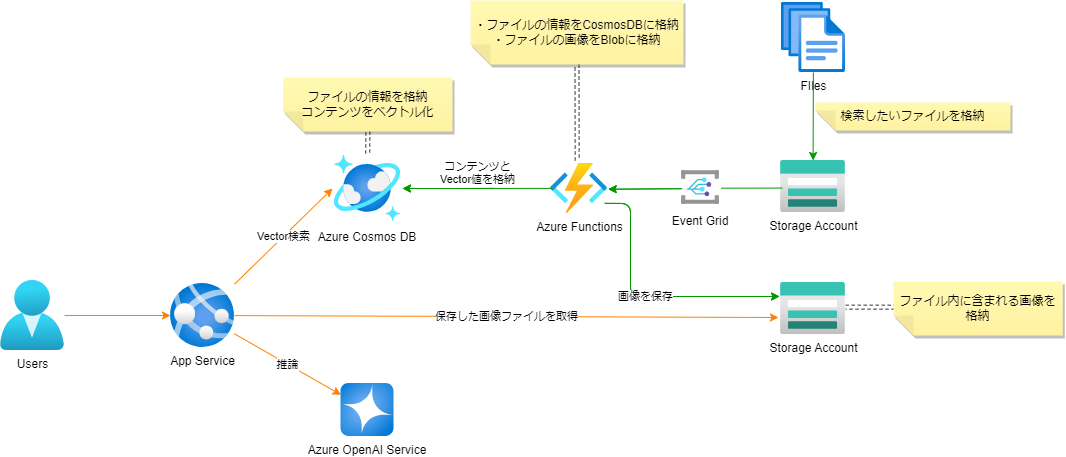 ・ファイルの情報をCosmosDBに格納
・ファイルの画像をBlobに格納
FIles
ファイルの情報を格納
コンテンツをベクトル化
検索したいファイルを格納
コンテンツと
Vector値を格納
Azure Cosmos DB
Azure Functions
Event Grid
Storage Account
Vector検索
画像を保存
ファイル内に含まれる画像を
格納
保存した画像ファイルを取得
Storage Account
Users
App Service
推論
Azure OpenAI Service